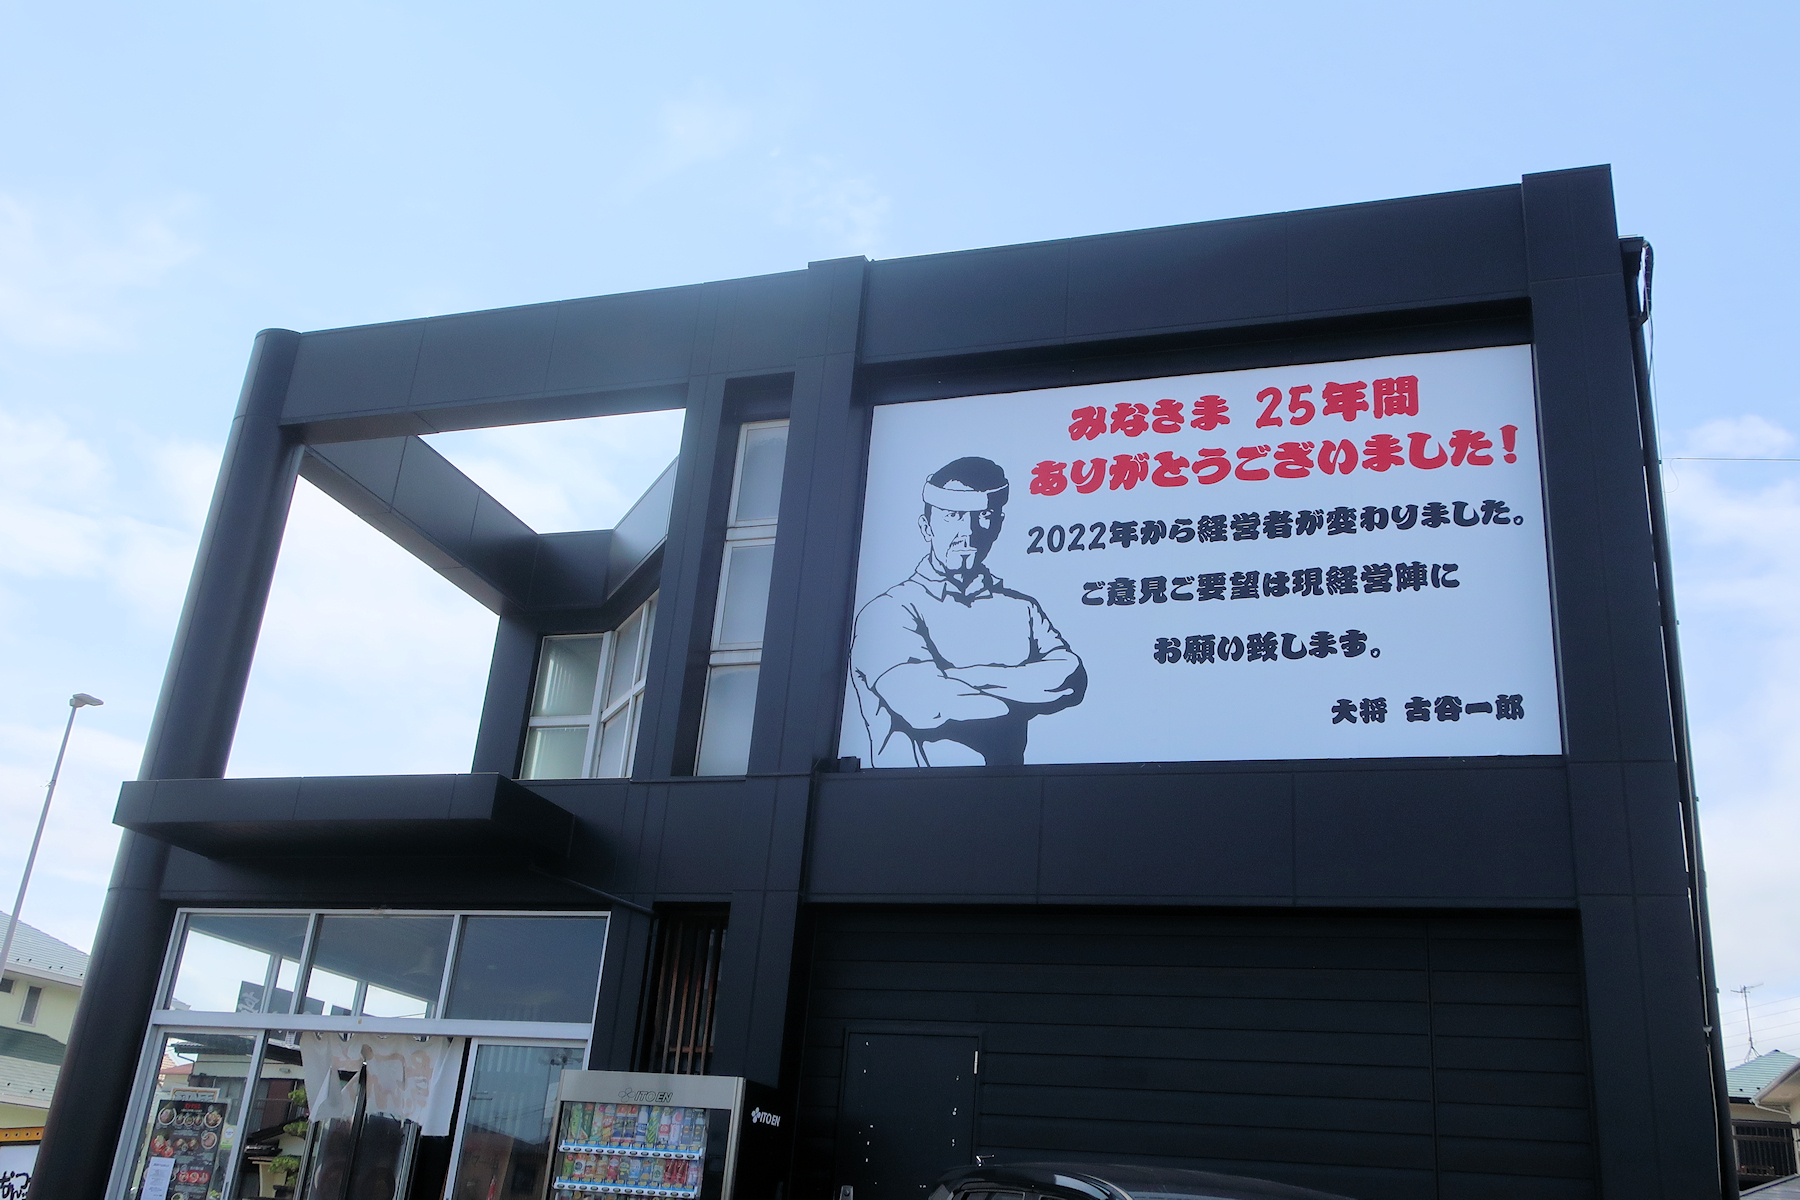 みなさま 25年間
ありがとうございました！
2022年から経営者が変わりました。
ご意見ご要望は現経営陣に
お願い致します。
大将 古谷一郎
ITOEN
ITOEN